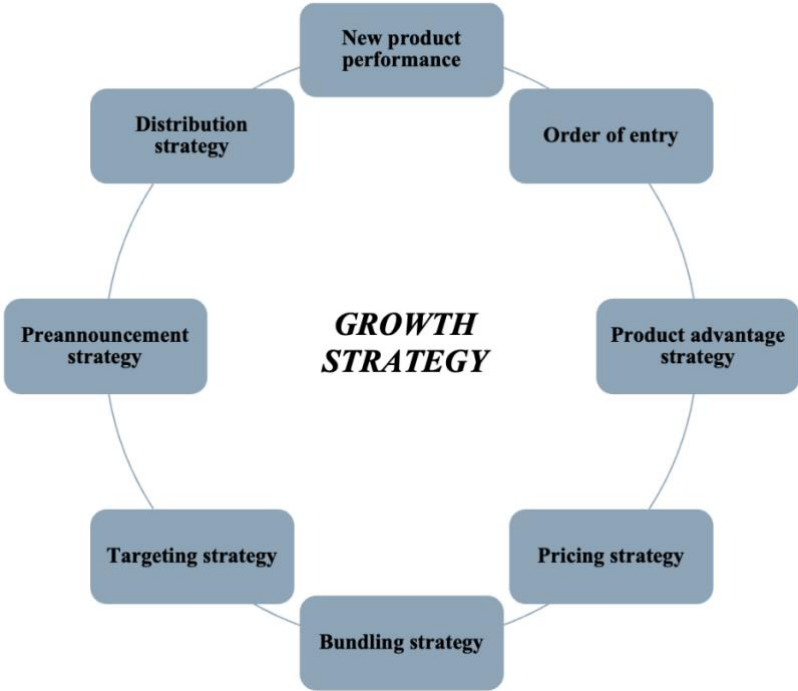 New product
performance
Order of entry
Product advantage
strategy
Pricing strategy
Bundling strategy
Targeting strategy
Preannouncement
strategy
Distribution
strategy
GROWTH
STRATEGY